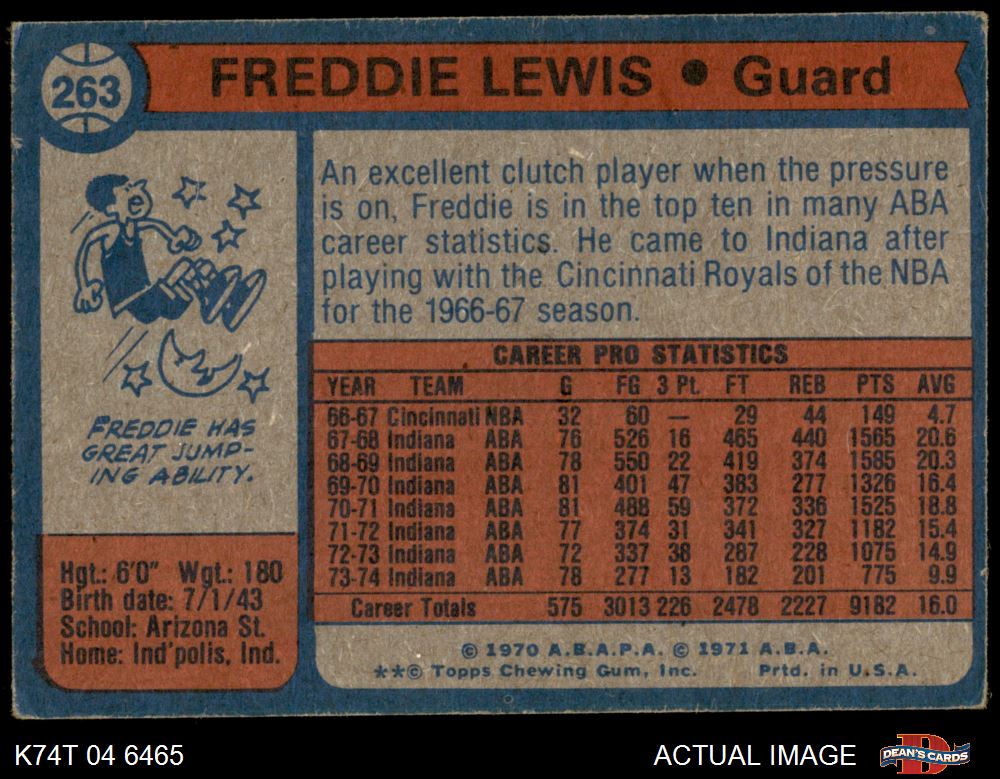 263
FREDDIE LEWIS • Guard
An excellent clutch player when the pressure
is on, Freddie is in the top ten in many ABA
career statistics. He came to Indiana after
playing with the Cincinnati Royals of the NBA
for the 1966-67 season.
FREDDIE HAS
GREAT JUMP-
ING ABILITY.
Hgt.: 6'0" Wgt.: 180
Birth date: 7/1/43
School: Arizona St.
Home: Ind'polis, Ind.
CAREER PRO STATISTICS
YEAR TEAM G FG 3 Pt. FT REB PTS AVG
66-67 Cincinnati NBA 32 60 — 29 44 149 4.7
67-68 Indiana ABA 76 526 16 465 440 1565 20.6
68-69 Indiana ABA 78 550 22 419 374 1585 20.3
69-70 Indiana ABA 81 401 47 383 277 1326 16.4
70-71 Indiana ABA 81 488 59 372 336 1525 18.8
71-72 Indiana ABA 77 374 31 341 327 1182 15.4
72-73 Indiana ABA 72 337 38 287 228 1075 14.9
73-74 Indiana ABA 78 277 13 182 201 775 9.9
Career Totals 575 3013 226 2478 2227 9182 16.0
© 1970 A.B.A.P.A. © 1971 A.B.A.
**© Topps Chewing Gum, Inc. Prtd. in U.S.A.
K74T 04 6465
ACTUAL IMAGE
D
DEAN'S CARDS